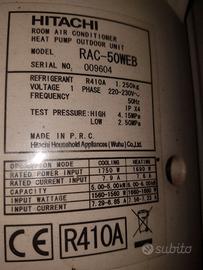 HITACHI
ROOM AIR CONDITIONER
HEAT PUMP OUTDOOR UNIT
MODEL RAC-50WEB
SERIAL NO. 009604
REFRIGERANT R410A 1.250kg
VOLTAGE 1 PHASE 220-230V~
FREQUENCY 50Hz
IP X4
TEST PRESSURE:HIGH 4.15MPa
LOW 2.50MPa
MADE IN P.R.C.
Hitachi Household Appliances (Wuhu) Co.,Ltd.
OPERATION MODE COOLING HEATING
RATED POWER INPUT 1750 W 1690 W
RATED CURRENT 7.9 A
CAPACITY
INPUT WATTAGE
INPUT CURRENT
CE R410A
subito